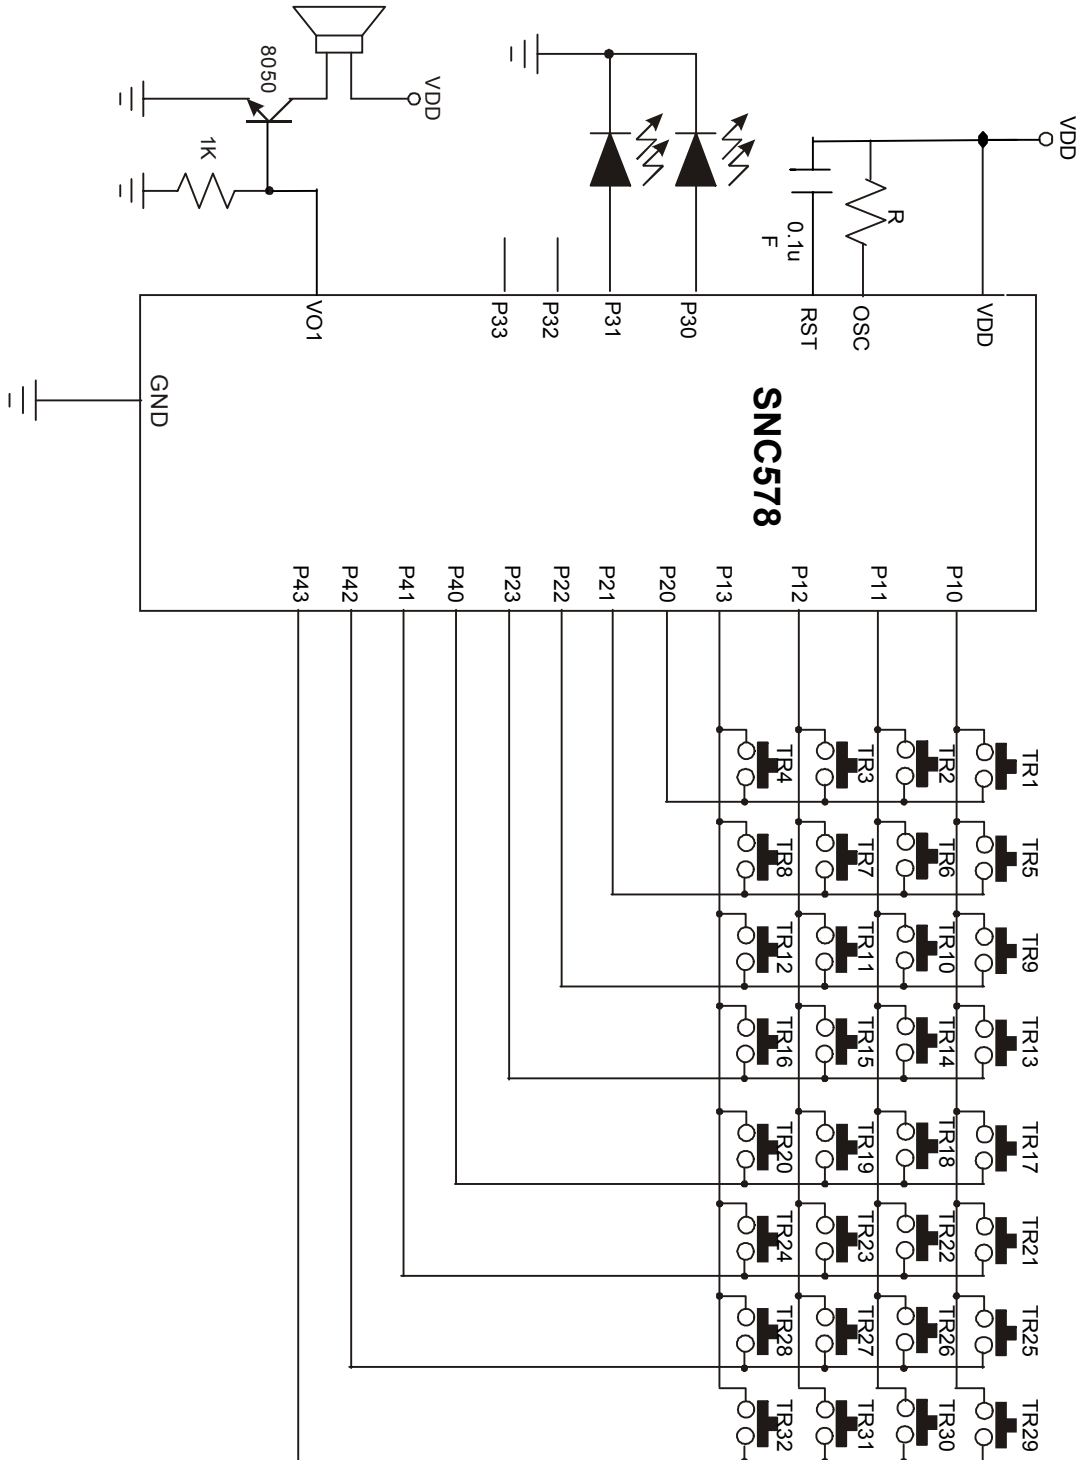 8050
VDD
1K
VDD
R
0.1u
F
VO1
P33
P32
P31
P30
RST
OSC
VDD
GND
SNC578
P43
P42
P41
P40
P23
P22
P21
P20
P13
P12
P11
P10
TR4
TR3
TR2
TR1
TR8
TR7
TR6
TR5
TR12
TR11
TR10
TR9
TR16
TR15
TR14
TR13
TR20
TR19
TR18
TR17
TR24
TR23
TR22
TR21
TR28
TR27
TR26
TR25
TR32
TR31
TR30
TR29